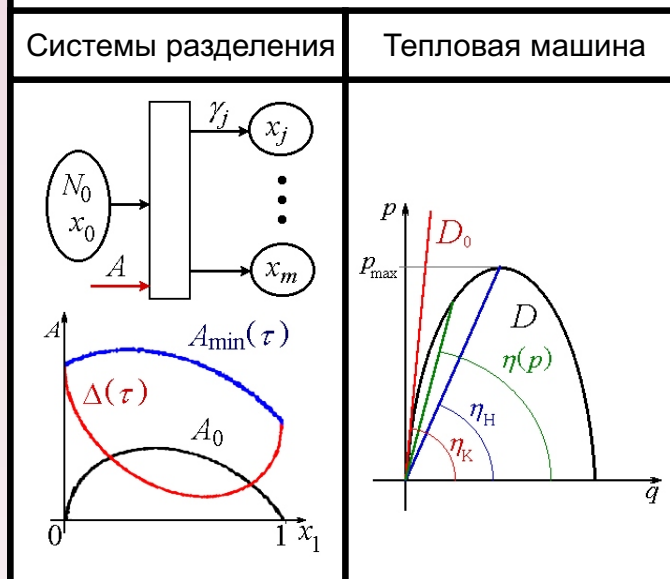 Системы разделения
Тепловая машина
γj
xj
N0
x0
A
xm
A
Amin(τ)
Δ(τ)
A0
0
1
x1
p
D0
pmax
D
η(p)
ηН
ηК
q